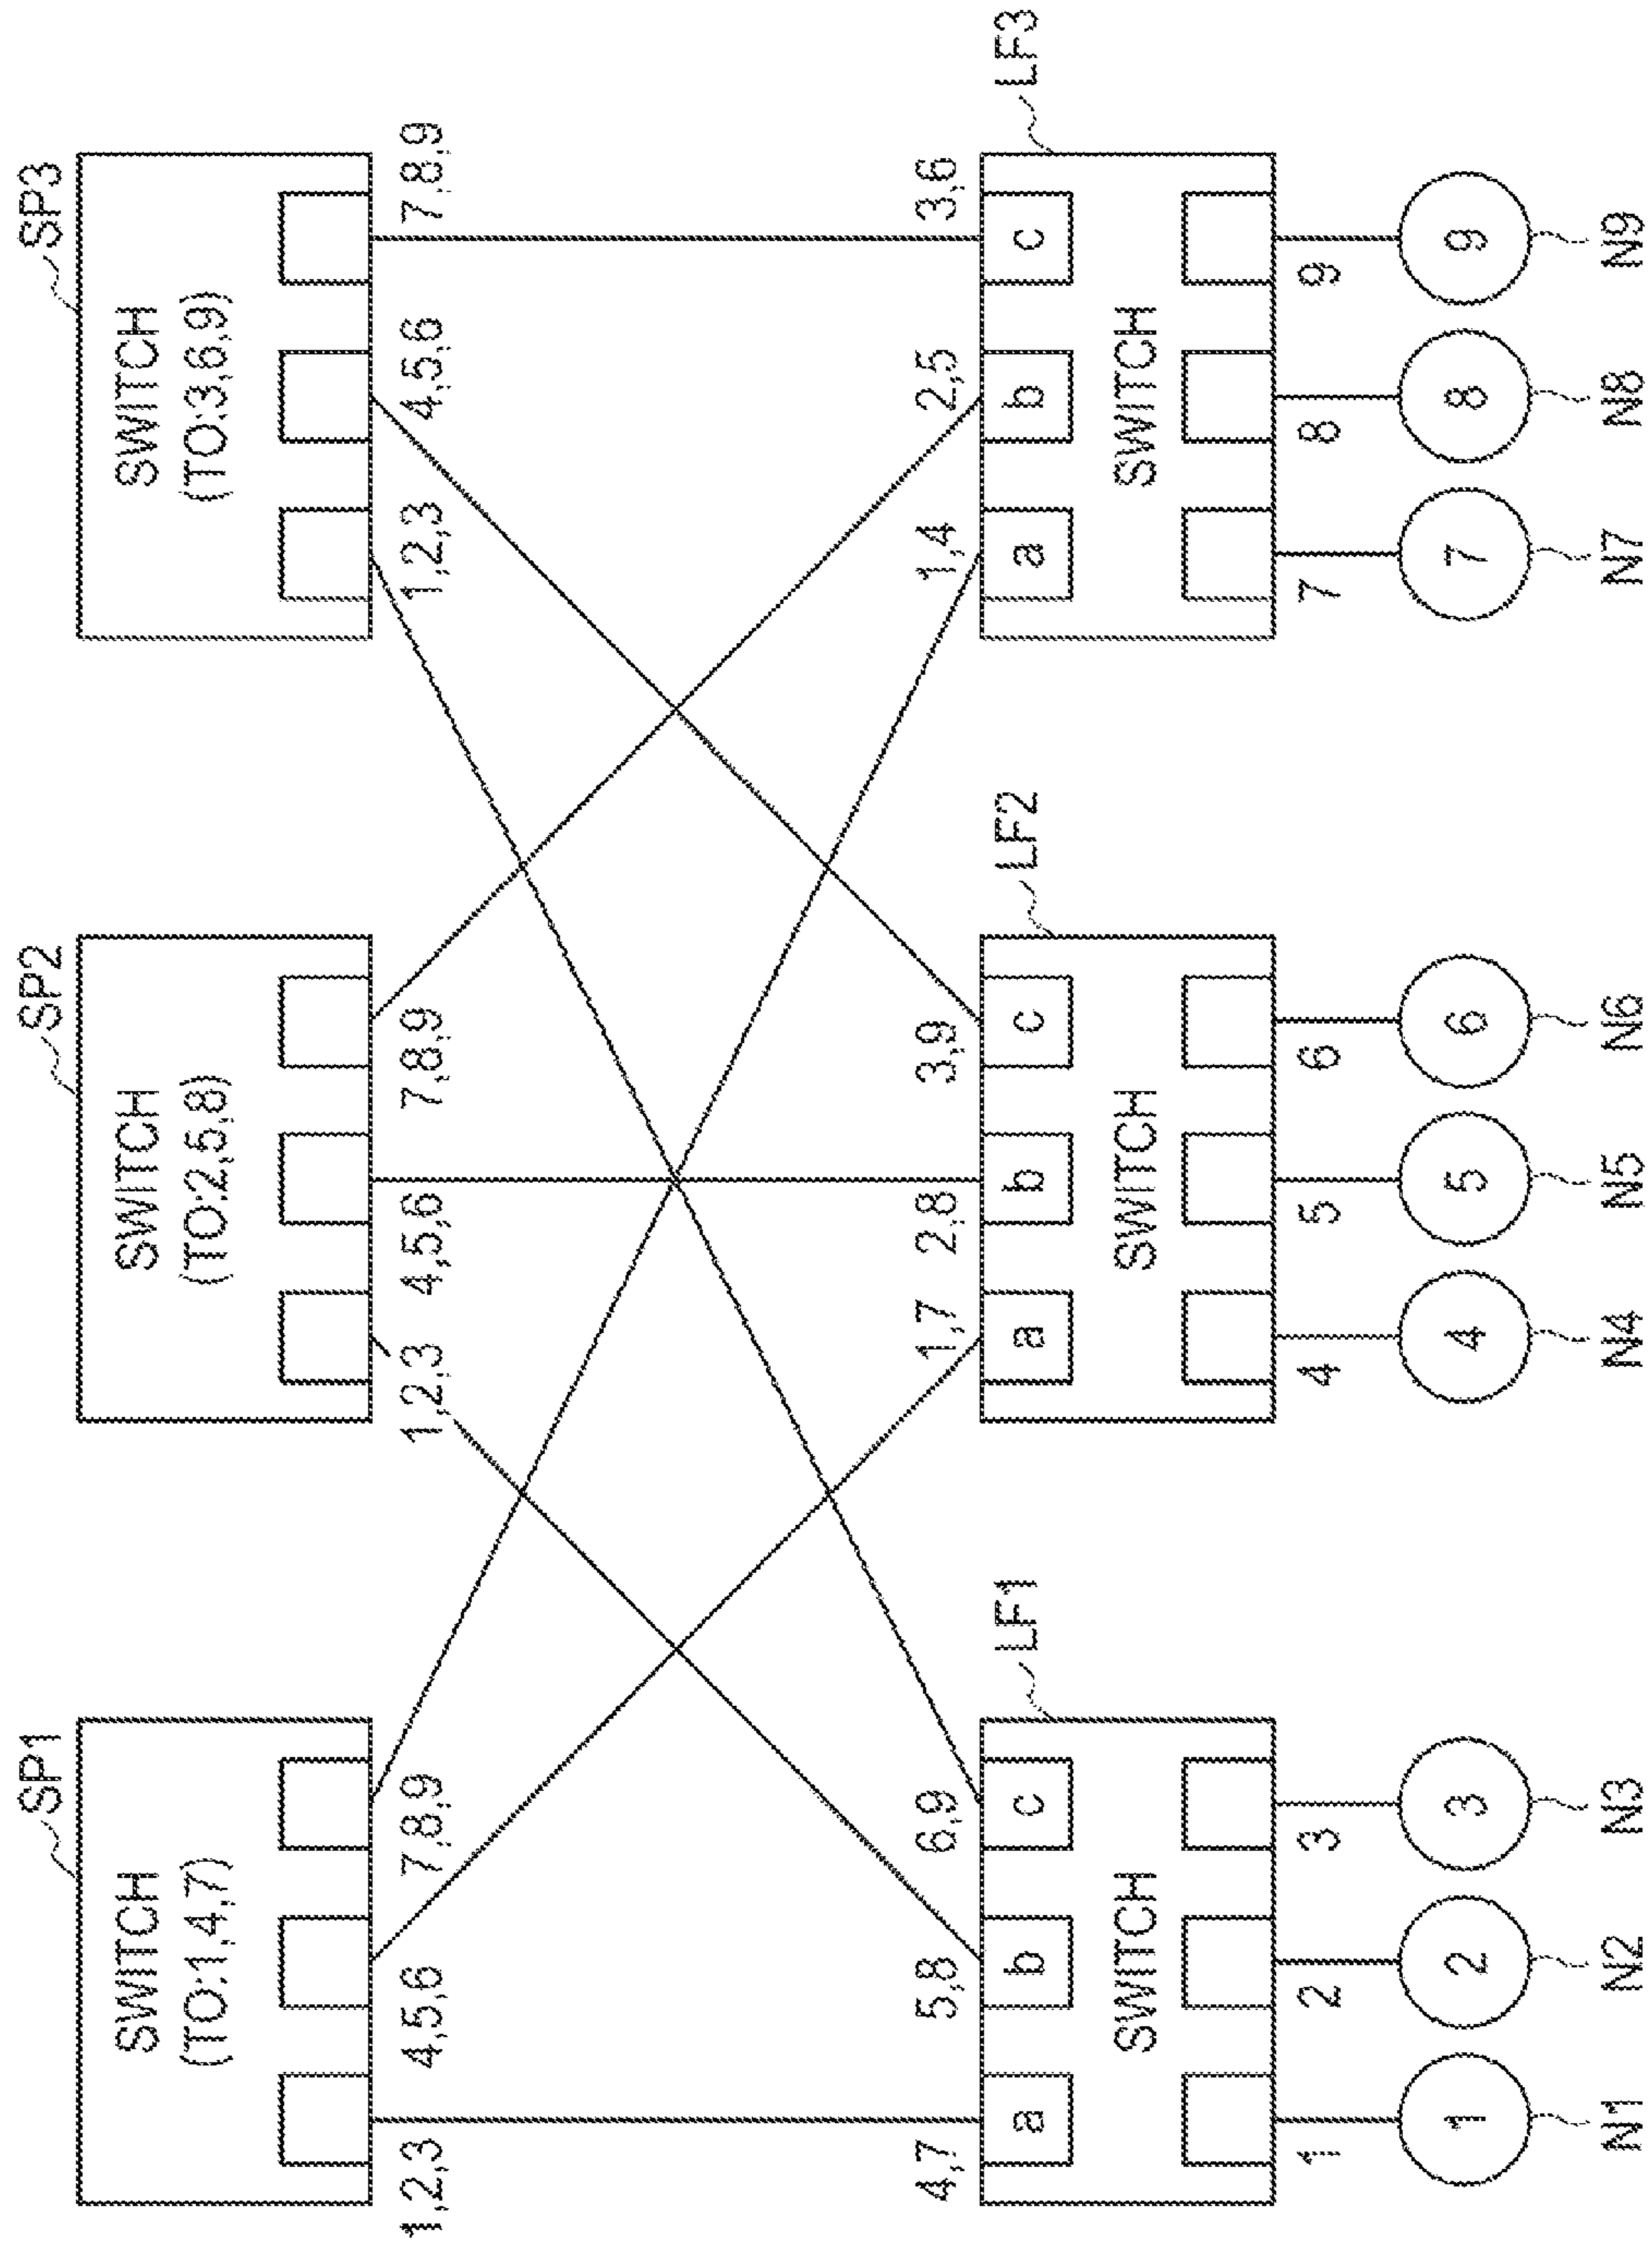 SP1
SP2
SP3
SWITCH
(TO:1,4,7)
SWITCH
(TO:2,5,8)
SWITCH
(TO:3,6,9)
1,2,3
4,5,6
7,8,9
1,2,3
4,5,6
7,8,9
1,2,3
4,5,6
7,8,9
LF1
LF2
LF3
4,7
5,8
6,9
1,7
2,8
3,9
1,4
2,5
3,6
a
b
c
a
b
c
a
b
c
SWITCH
SWITCH
SWITCH
1
2
3
4
5
6
7
8
9
1
2
3
4
5
6
7
8
9
N1
N2
N3
N4
N5
N6
N7
N8
N9